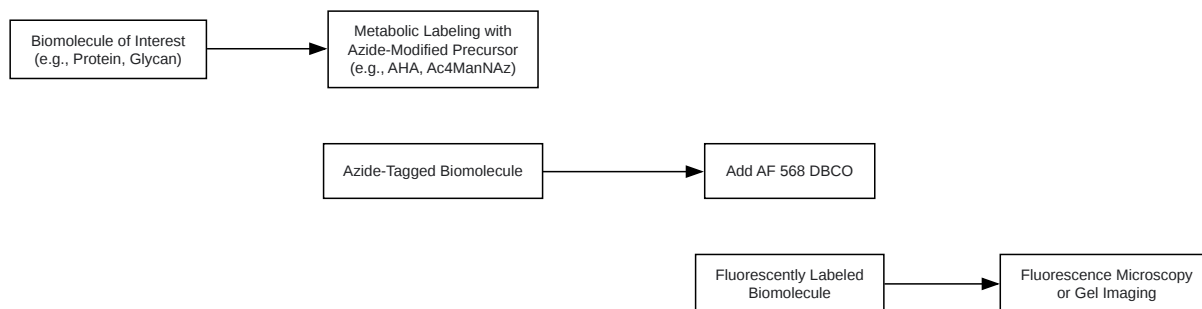 Biomolecule of Interest
(e.g., Protein, Glycan)
Metabolic Labeling with
Azide-Modified Precursor
(e.g., AHA, Ac4ManNAz)
Azide-Tagged Biomolecule
Add AF 568 DBCO
Fluorescently Labeled
Biomolecule
Fluorescence Microscopy
or Gel Imaging